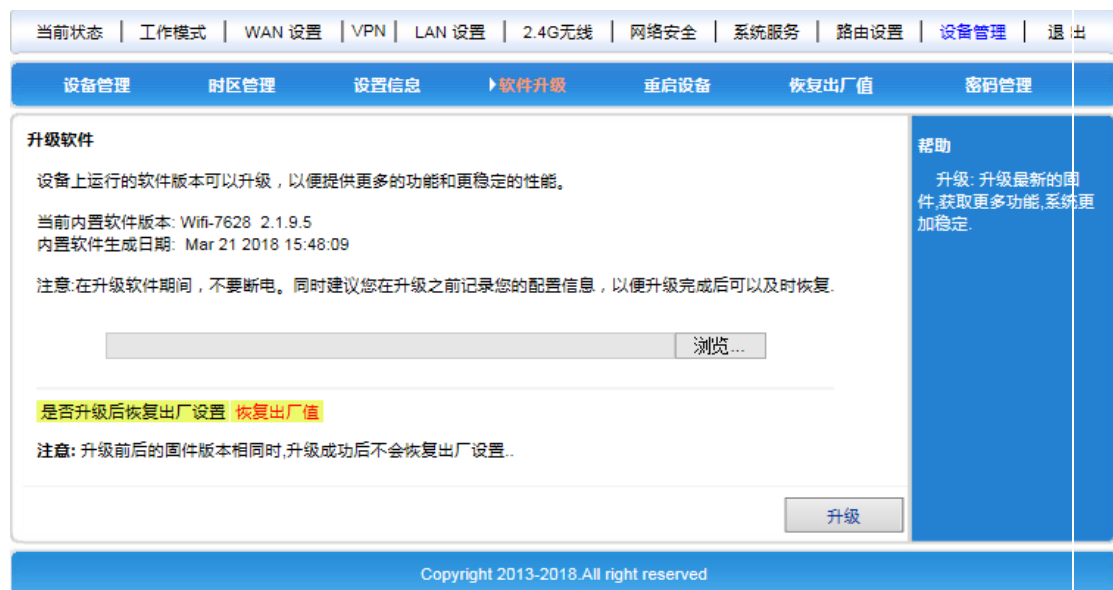 当前状态 | 工作模式 | WAN 设置 | VPN | LAN 设置 | 2.4G无线 | 网络安全 | 系统服务 | 路由设置 | 设备管理 | 退出
设备管理 时区管理 设置信息 软件升级 重启设备 恢复出厂值 密码管理
升级软件
设备上运行的软件版本可以升级，以便提供更多的功能和更稳定的性能。
当前内置软件版本: Wifi-7628 2.1.9.5
内置软件生成日期: Mar 21 2018 15:48:09
注意:在升级软件期间，不要断电。同时建议您在升级之前记录您的配置信息，以便升级完成后可以及时恢复.
浏览...
是否升级后恢复出厂设置 恢复出厂值
注意: 升级前后的固件版本相同时,升级成功后不会恢复出厂设置..
升级
帮助
升级: 升级最新的固
件,获取更多功能,系统更
加稳定.
Copyright 2013-2018.All right reserved